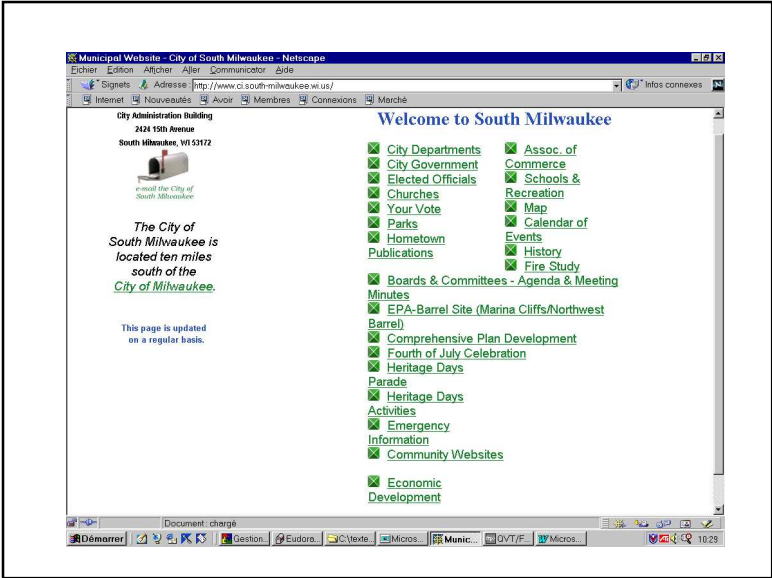 Municipal Website - City of South Milwaukee - Netscape
Fichier Edition Afficher Aller Communicator Aide
Signets Adresse : http://www.ci.south-milwaukee.wi.us/ Infos connexes
Internet Nouveautés Avoir Membres Connexions Marché
City Administration Building
2424 15th Avenue
South Milwaukee, WI 53172
e-mail the City of
South Milwaukee
The City of
South Milwaukee is
located ten miles
south of the
City of Milwaukee.
This page is updated
on a regular basis.
Welcome to South Milwaukee
City Departments
City Government
Elected Officials
Churches
Your Vote
Parks
Hometown
Publications
Assoc. of
Commerce
Schools &
Recreation
Map
Calendar of
Events
History
Fire Study
Boards & Committees - Agenda & Meeting
Minutes
EPA-Barrel Site (Marina Cliffs/Northwest
Barrel)
Comprehensive Plan Development
Fourth of July Celebration
Heritage Days
Parade
Heritage Days
Activities
Emergency
Information
Community Websites
Economic
Development
Document : chargé
Démarrer Gestion... Eudora... C:\texte... Micros... Munic... QVT/F... Micros... 10:29